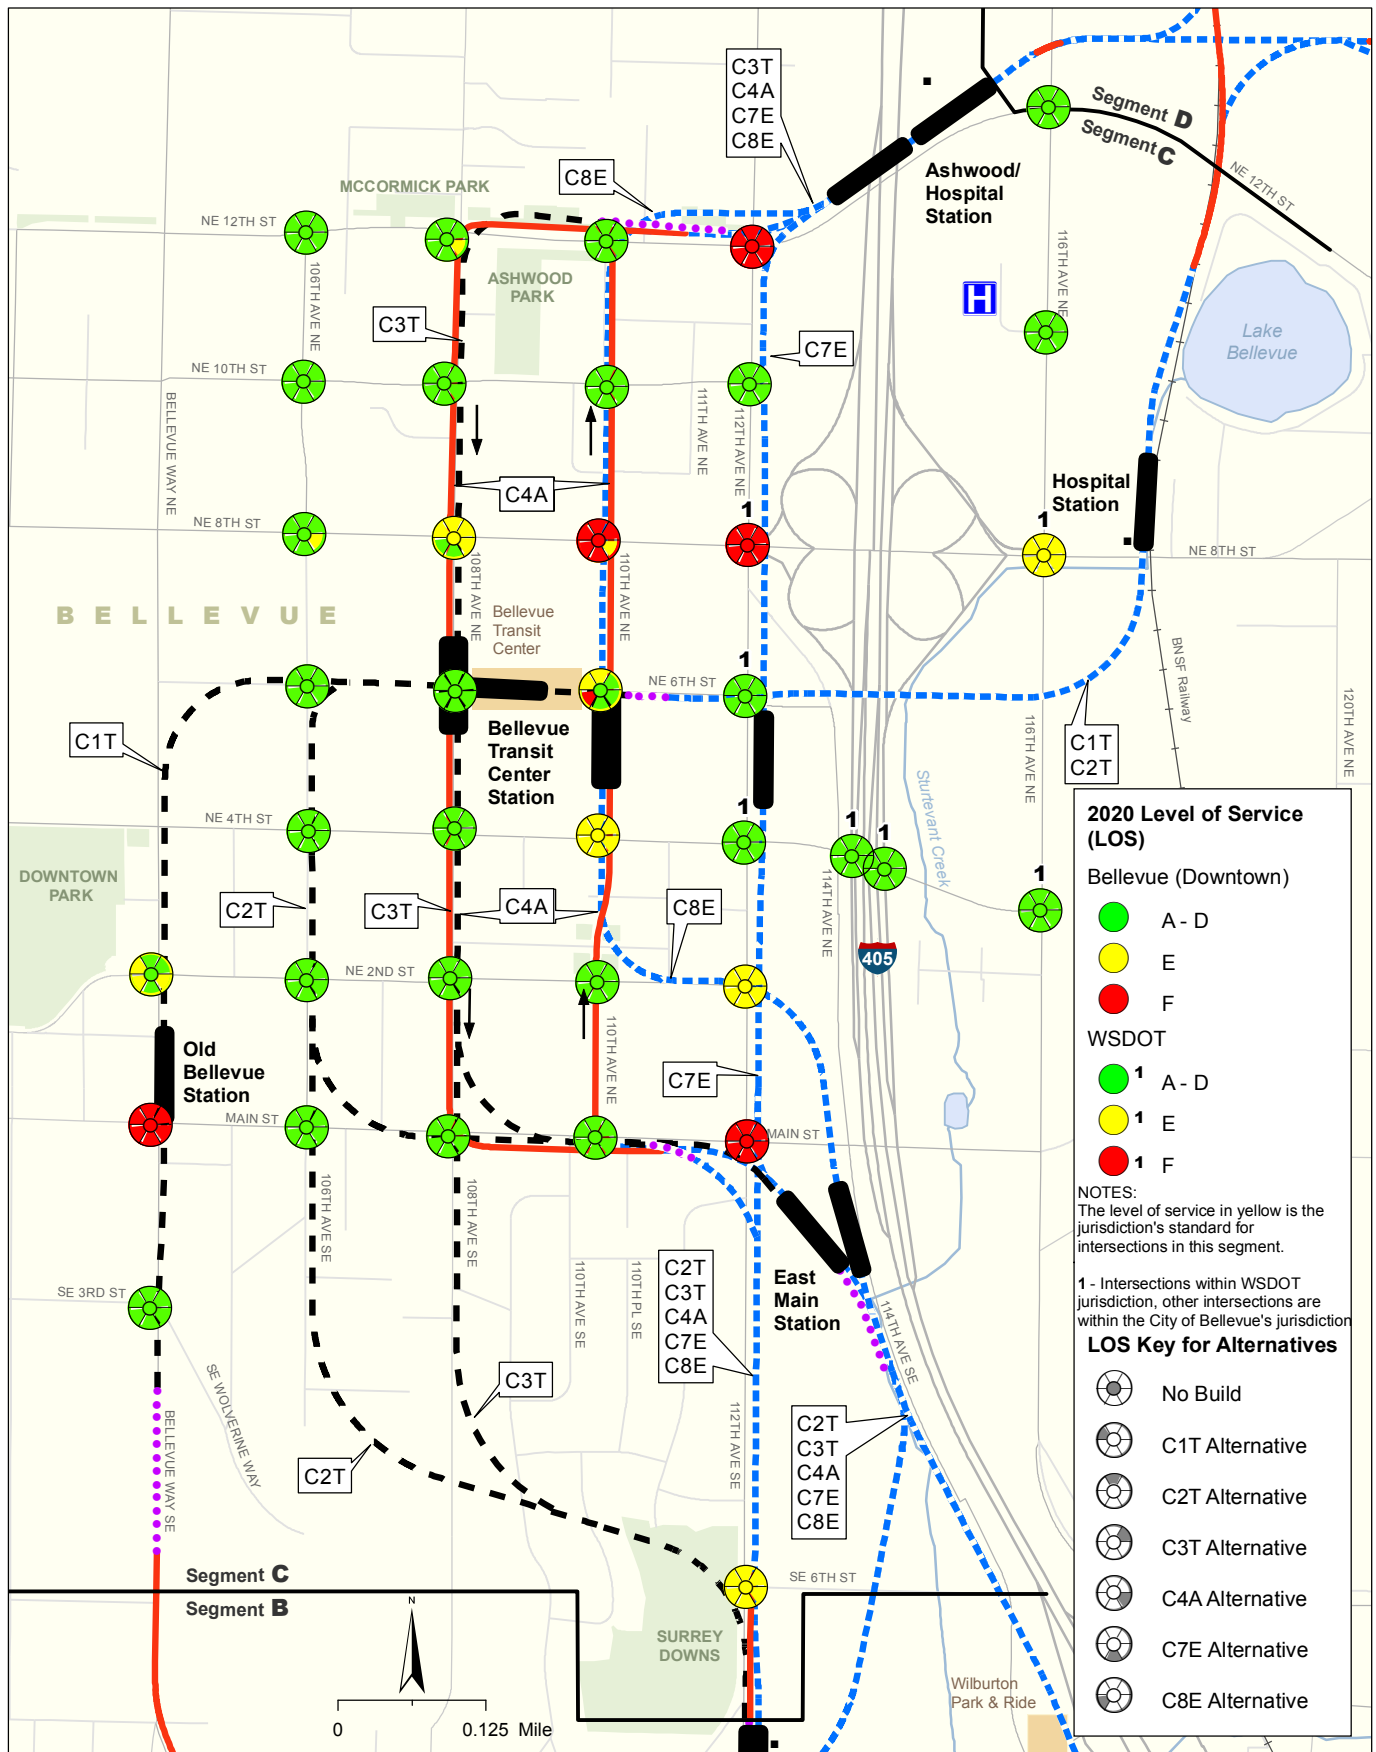 C3T
C4A
C7E
C8E
Segment D
Segment C
NE 12TH ST
Ashwood/
Hospital
Station
C8E
MCCORMICK PARK
NE 12TH ST
106TH AVE NE
ASHWOOD
PARK
116TH AVE NE
H
Lake
Bellevue
C3T
C7E
NE 10TH ST
BELLEVUE WAY NE
111TH AVE NE
112TH AVE NE
C4A
Hospital
Station
1
1
NE 8TH ST
NE 8TH ST
108TH AVE NE
110TH AVE NE
BELLEVUE
Bellevue
Transit
Center
BN SF Railway
1
NE 6TH ST
120TH AVE NE
116TH AVE NE
C1T
Bellevue
Transit
Center
Station
C1T
C2T
Sturtevant Creek
NE 4TH ST
1
1
1
1
DOWNTOWN
PARK
114TH AVE NE
C2T
C3T
C4A
C8E
405
NE 2ND ST
110TH AVE NE
Old
Bellevue
Station
C7E
MAIN ST
MAIN ST
106TH AVE SE
108TH AVE SE
110TH AVE SE
110TH PL SE
C2T
C3T
C4A
C7E
C8E
East
Main
Station
114TH AVE SE
SE 3RD ST
SE WOLVERINE WAY
C3T
BELLEVUE WAY SE
112TH AVE SE
C2T
C2T
C3T
C4A
C7E
C8E
Segment C
Segment B
SE 6TH ST
N
SURREY
DOWNS
Wilburton
Park & Ride
0 0.125 Mile
2020 Level of Service
(LOS)
Bellevue (Downtown)
A - D
E
F
WSDOT
1 A - D
1 E
1 F
NOTES:
The level of service in yellow is the
jurisdiction's standard for
intersections in this segment.
1 - Intersections within WSDOT
jurisdiction, other intersections are
within the City of Bellevue's jurisdiction
LOS Key for Alternatives
No Build
C1T Alternative
C2T Alternative
C3T Alternative
C4A Alternative
C7E Alternative
C8E Alternative